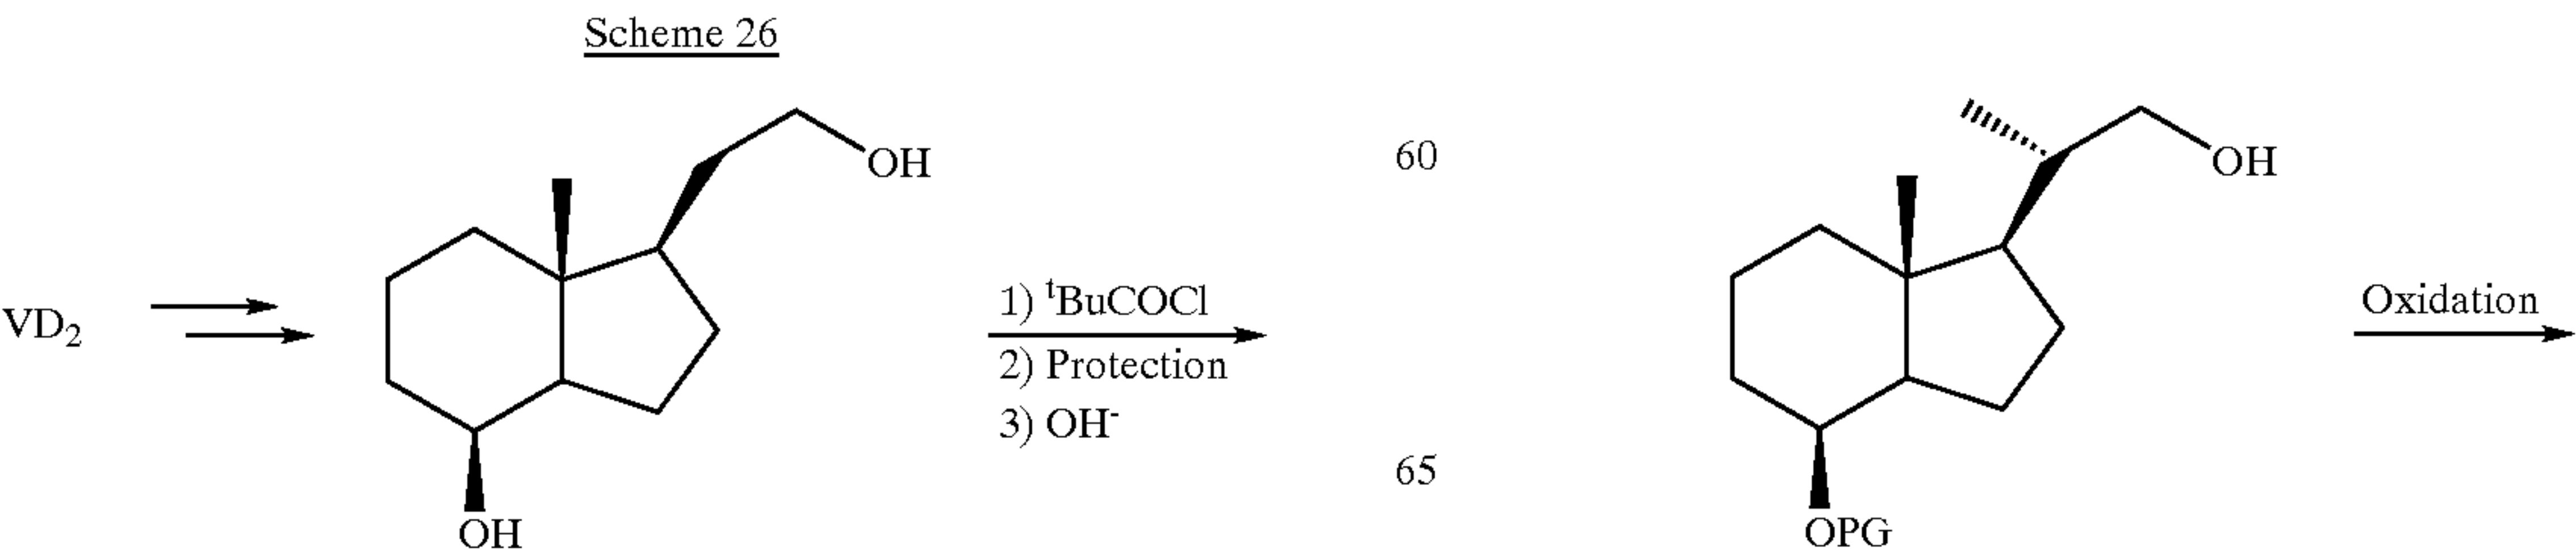 Scheme 26
VD₂
OH
OH
1) ᵗBuCOCl
2) Protection
3) OH⁻
60
65
OH
OPG
Oxidation